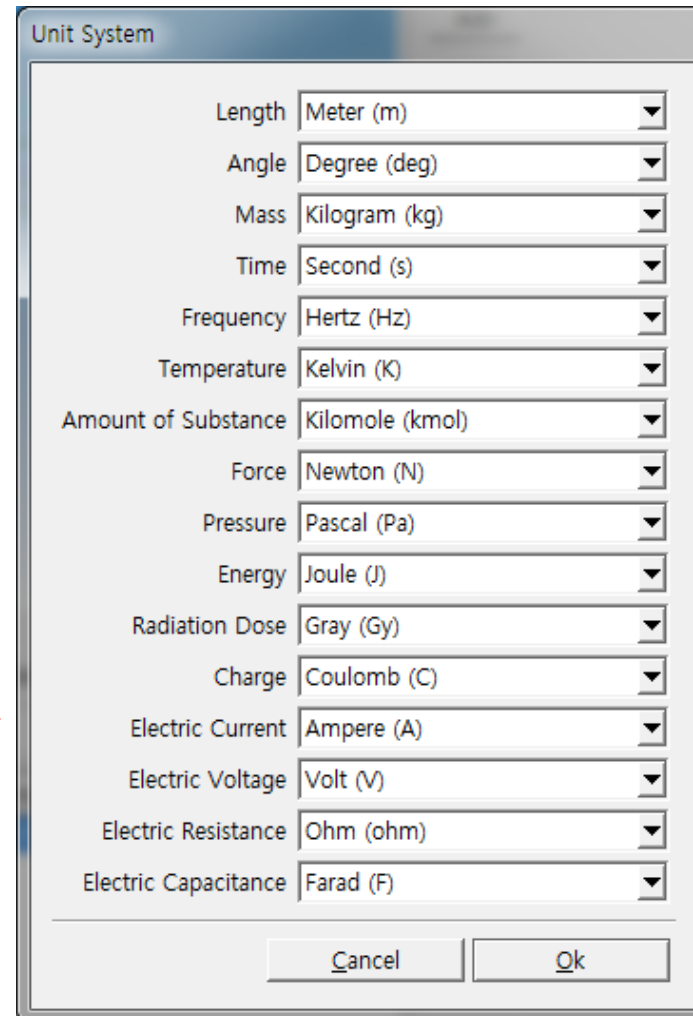 Unit System
Length Meter (m)
Angle Degree (deg)
Mass Kilogram (kg)
Time Second (s)
Frequency Hertz (Hz)
Temperature Kelvin (K)
Amount of Substance Kilomole (kmol)
Force Newton (N)
Pressure Pascal (Pa)
Energy Joule (J)
Radiation Dose Gray (Gy)
Charge Coulomb (C)
Electric Current Ampere (A)
Electric Voltage Volt (V)
Electric Resistance Ohm (ohm)
Electric Capacitance Farad (F)
Cancel Ok